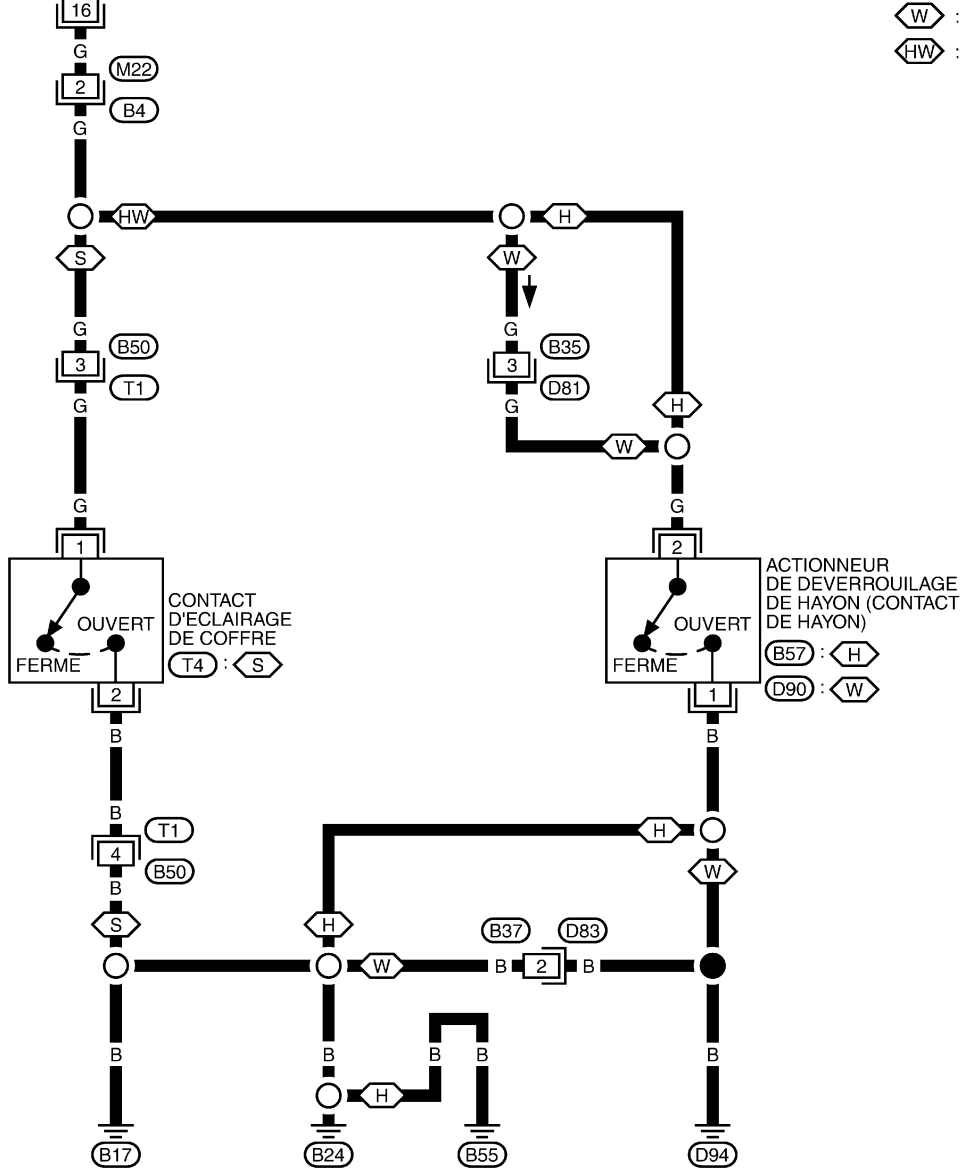 16
W :
HW :
G
M22
2
B4
G
HW
H
S
W
G
G
B50
B35
3
3
T1
D81
G
G
H
W
G
G
1
2
ACTIONNEUR
DE DEVERROUILAGE
DE HAYON (CONTACT
DE HAYON)
B57 : H
D90 : W
CONTACT
D'ECLAIRAGE
DE COFFRE
T4 : S
OUVERT
FERME
OUVERT
FERME
2
1
B
B
B
T1
H
4
B50
W
B
S
H
B37
D83
W
B
2
B
B
B
B
B
B
H
B17
B24
B55
D94